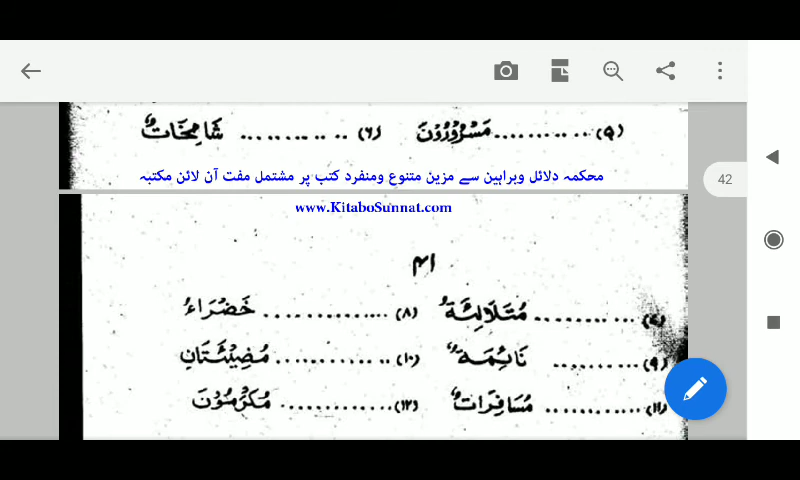 (۵) .............. مَسْرُوْرُوْنَ (۶) .............. شَامِخَاتٌ
محکمہ دلائل وبراہین سے مزین متنوع ومنفرد کتب پر مشتمل مفت آن لائن مکتبہ
42
www.KitaboSunnat.com
۴۱
(۷) .............. مُتَلَالِئَةٌ (۸) .............. خَضْرَاءُ
(۹) .............. نَائِمَةٌ (۱۰) .............. مُضِيْئَتَانِ
(۱۱) .............. مُسَافِرَاتٌ (۱۲) .............. مُكَرَّمُوْنَ